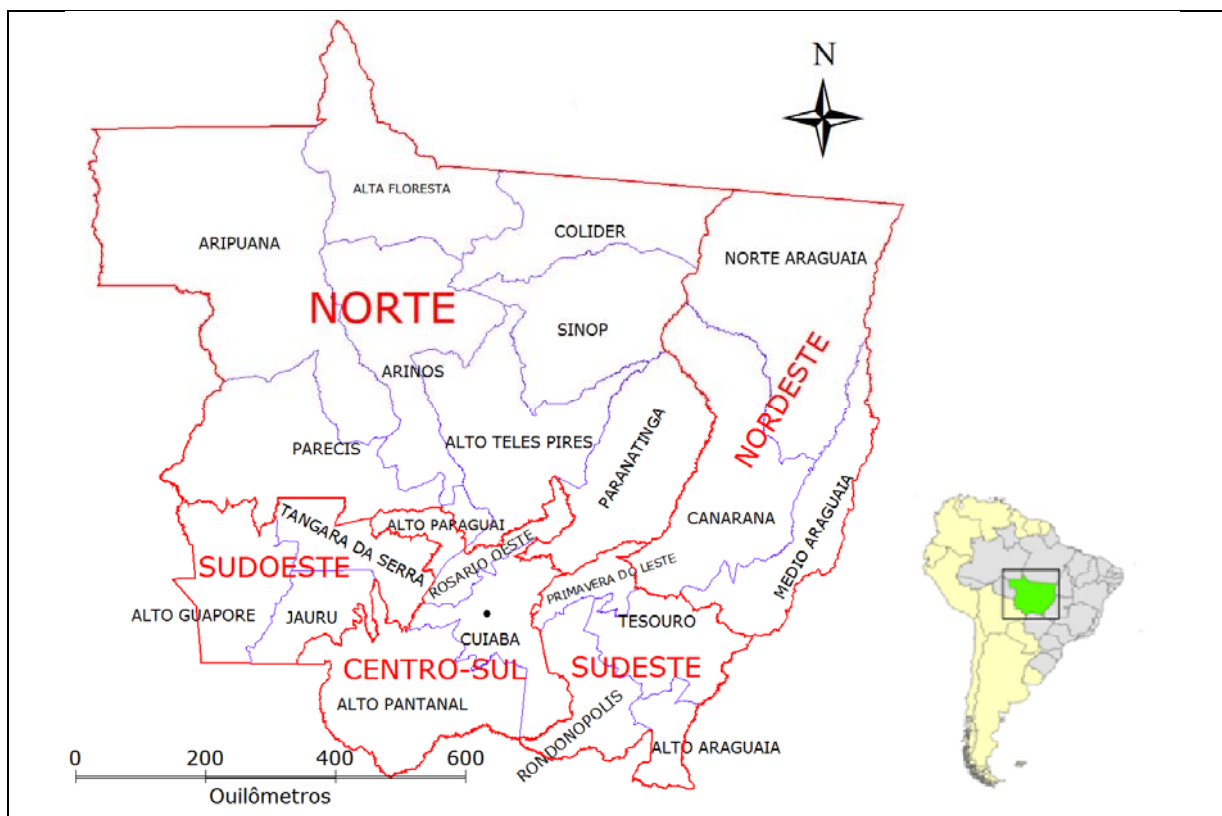 N
ALTA FLORESTA
ARIPUANA
COLIDER
NORTE ARAGUAIA
NORTE
SINOP
ARINOS
NORDESTE
PARECIS
ALTO TELES PIRES
PARANATINGA
TANGARA DA SERRA
ALTO PARAGUAI
CANARANA
ROSARIO OESTE
MEDIO ARAGUAIA
SUDOESTE
PRIMAVERA DO LESTE
ALTO GUAPORE
JAURU
TESOURO
CUIABA
CENTRO-SUL
SUDESTE
ALTO PANTANAL
RONDONOPOLIS
ALTO ARAGUAIA
0 200 400 600
Ouilômetros